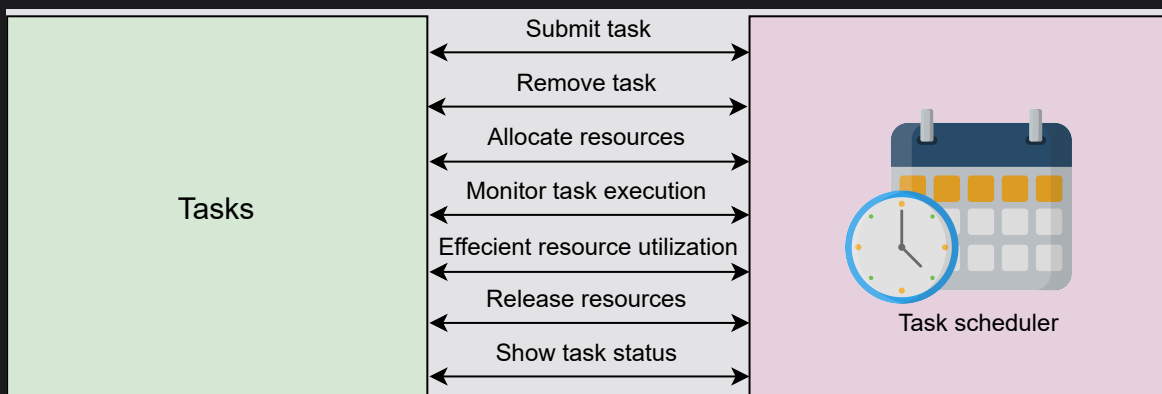 Submit task
Remove task
Allocate resources
Monitor task execution
Effecient resource utilization
Release resources
Show task status
Tasks
Task scheduler